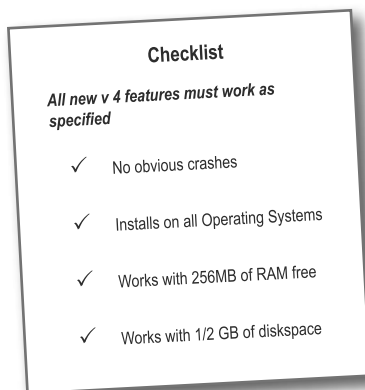 Checklist
All new v 4 features must work as
specified
✓ No obvious crashes
✓ Installs on all Operating Systems
✓ Works with 256MB of RAM free
✓ Works with 1/2 GB of diskspace